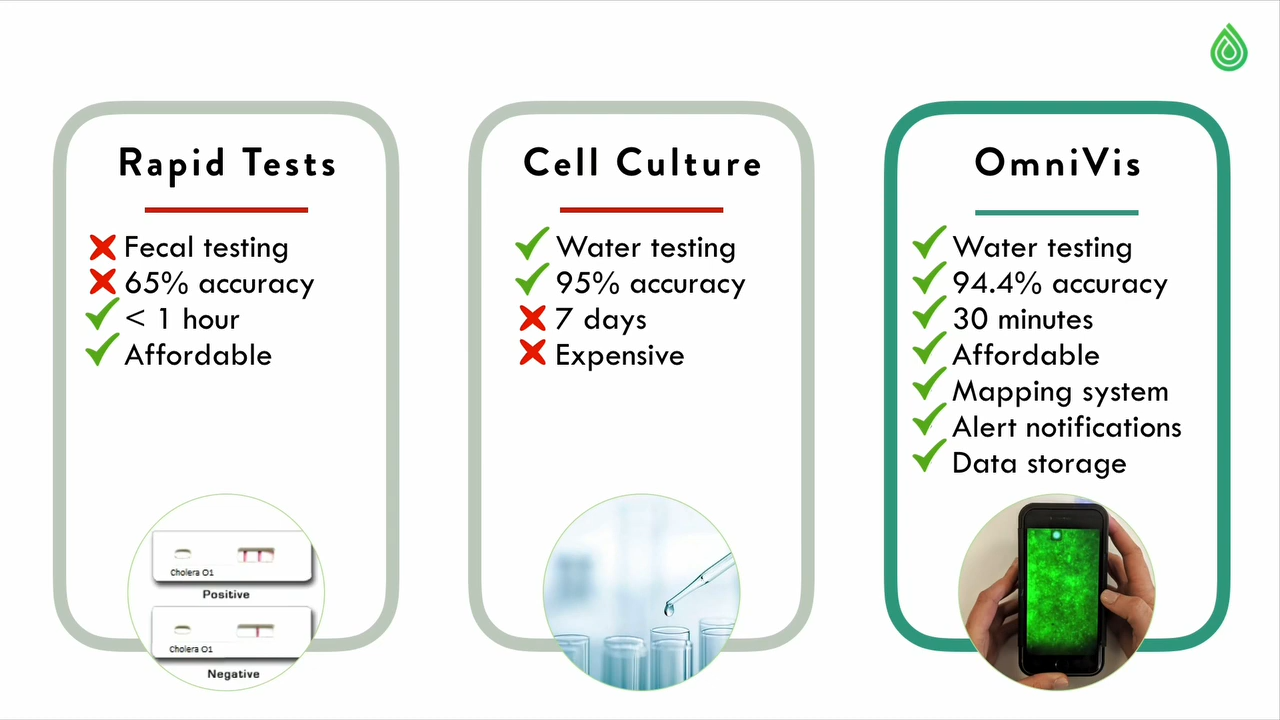 Rapid Tests
Fecal testing
65% accuracy
< 1 hour
Affordable
Cholera O1
Positive
Cholera O1
Negative
Cell Culture
Water testing
95% accuracy
7 days
Expensive
OmniVis
Water testing
94.4% accuracy
30 minutes
Affordable
Mapping system
Alert notifications
Data storage